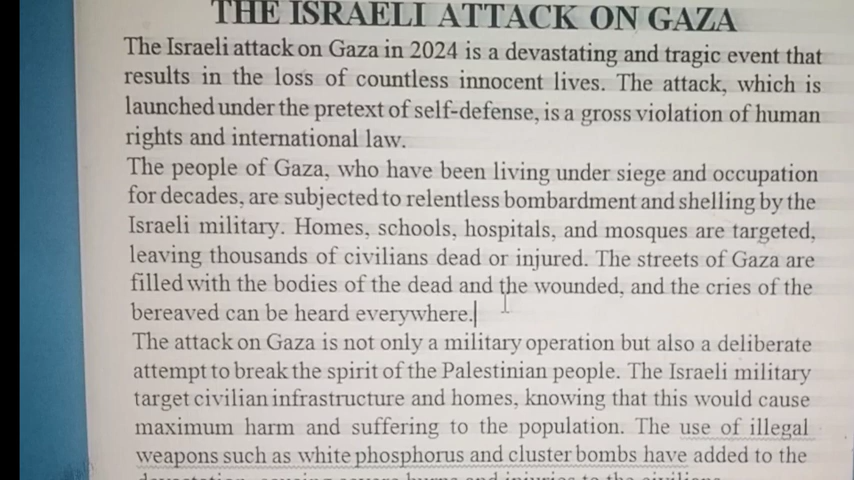 THE ISRAELI ATTACK ON GAZA
The Israeli attack on Gaza in 2024 is a devastating and tragic event that
results in the loss of countless innocent lives. The attack, which is
launched under the pretext of self-defense, is a gross violation of human
rights and international law.
The people of Gaza, who have been living under siege and occupation
for decades, are subjected to relentless bombardment and shelling by the
Israeli military. Homes, schools, hospitals, and mosques are targeted,
leaving thousands of civilians dead or injured. The streets of Gaza are
filled with the bodies of the dead and the wounded, and the cries of the
bereaved can be heard everywhere.
The attack on Gaza is not only a military operation but also a deliberate
attempt to break the spirit of the Palestinian people. The Israeli military
target civilian infrastructure and homes, knowing that this would cause
maximum harm and suffering to the population. The use of illegal
weapons such as white phosphorus and cluster bombs have added to the